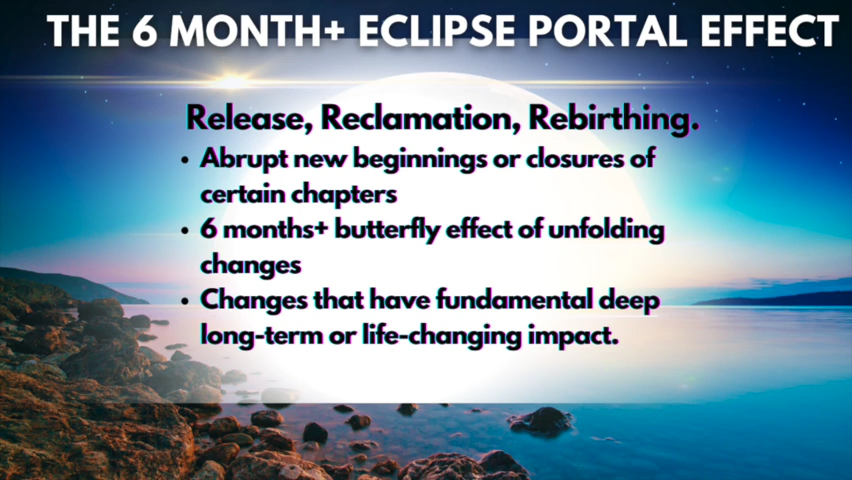 THE 6 MONTH+ ECLIPSE PORTAL EFFECT
Release, Reclamation, Rebirthing.
• Abrupt new beginnings or closures of
certain chapters
• 6 months+ butterfly effect of unfolding
changes
• Changes that have fundamental deep
long-term or life-changing impact.